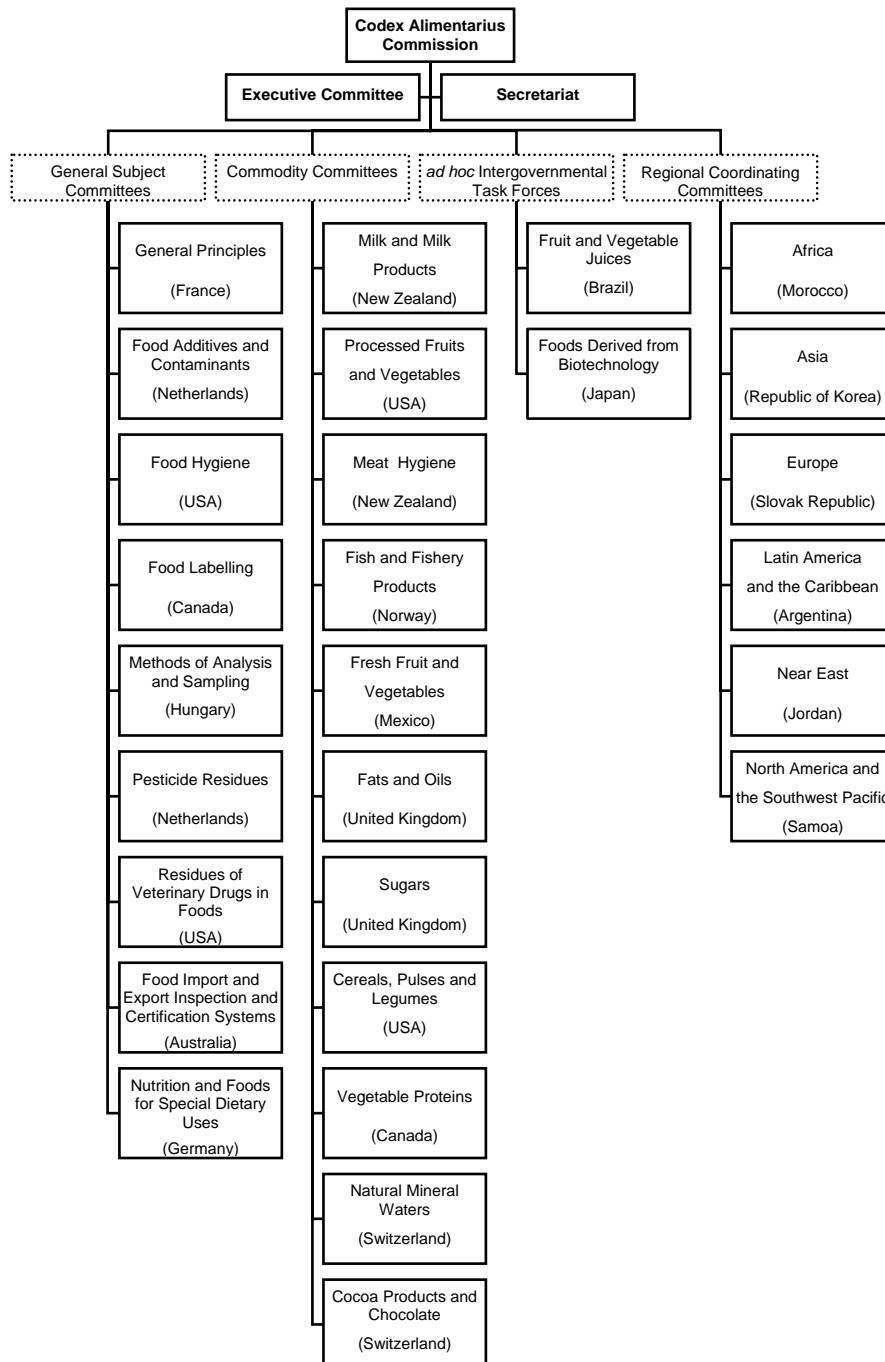 Codex Alimentarius
Commission
Executive Committee
Secretariat
General Subject
Committees
Commodity Committees
ad hoc Intergovernmental
Task Forces
Regional Coordinating
Committees
General Principles
(France)
Food Additives and
Contaminants
(Netherlands)
Food Hygiene
(USA)
Food Labelling
(Canada)
Methods of Analysis
and Sampling
(Hungary)
Pesticide Residues
(Netherlands)
Residues of
Veterinary Drugs in
Foods
(USA)
Food Import and
Export Inspection and
Certification Systems
(Australia)
Nutrition and Foods
for Special Dietary
Uses
(Germany)
Milk and Milk
Products
(New Zealand)
Processed Fruits
and Vegetables
(USA)
Meat Hygiene
(New Zealand)
Fish and Fishery
Products
(Norway)
Fresh Fruit and
Vegetables
(Mexico)
Fats and Oils
(United Kingdom)
Sugars
(United Kingdom)
Cereals, Pulses and
Legumes
(USA)
Vegetable Proteins
(Canada)
Natural Mineral
Waters
(Switzerland)
Cocoa Products and
Chocolate
(Switzerland)
Fruit and Vegetable
Juices
(Brazil)
Foods Derived from
Biotechnology
(Japan)
Africa
(Morocco)
Asia
(Republic of Korea)
Europe
(Slovak Republic)
Latin America
and the Caribbean
(Argentina)
Near East
(Jordan)
North America and
the Southwest Pacific
(Samoa)